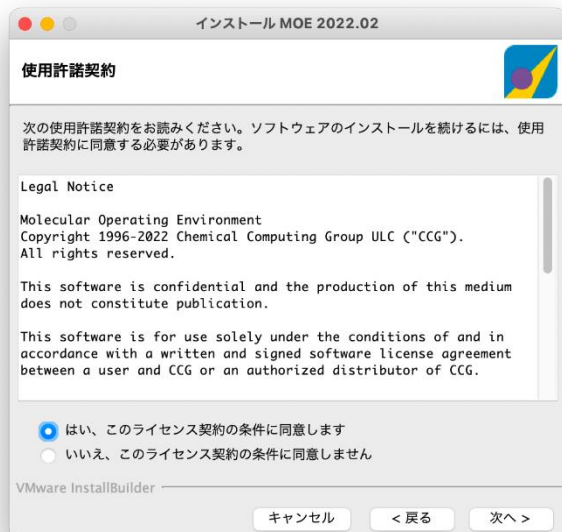 インストール MOE 2022.02
使用許諾契約
次の使用許諾契約をお読みください。ソフトウェアのインストールを続けるには、使用
許諾契約に同意する必要があります。
Legal Notice
Molecular Operating Environment
Copyright 1996-2022 Chemical Computing Group ULC ("CCG").
All rights reserved.
This software is confidential and the production of this medium
does not constitute publication.
This software is for use solely under the conditions of and in
accordance with a written and signed software license agreement
between a user and CCG or an authorized distributor of CCG.
はい、このライセンス契約の条件に同意します
いいえ、このライセンス契約の条件に同意しません
VMware InstallBuilder
キャンセル
< 戻る
次へ >